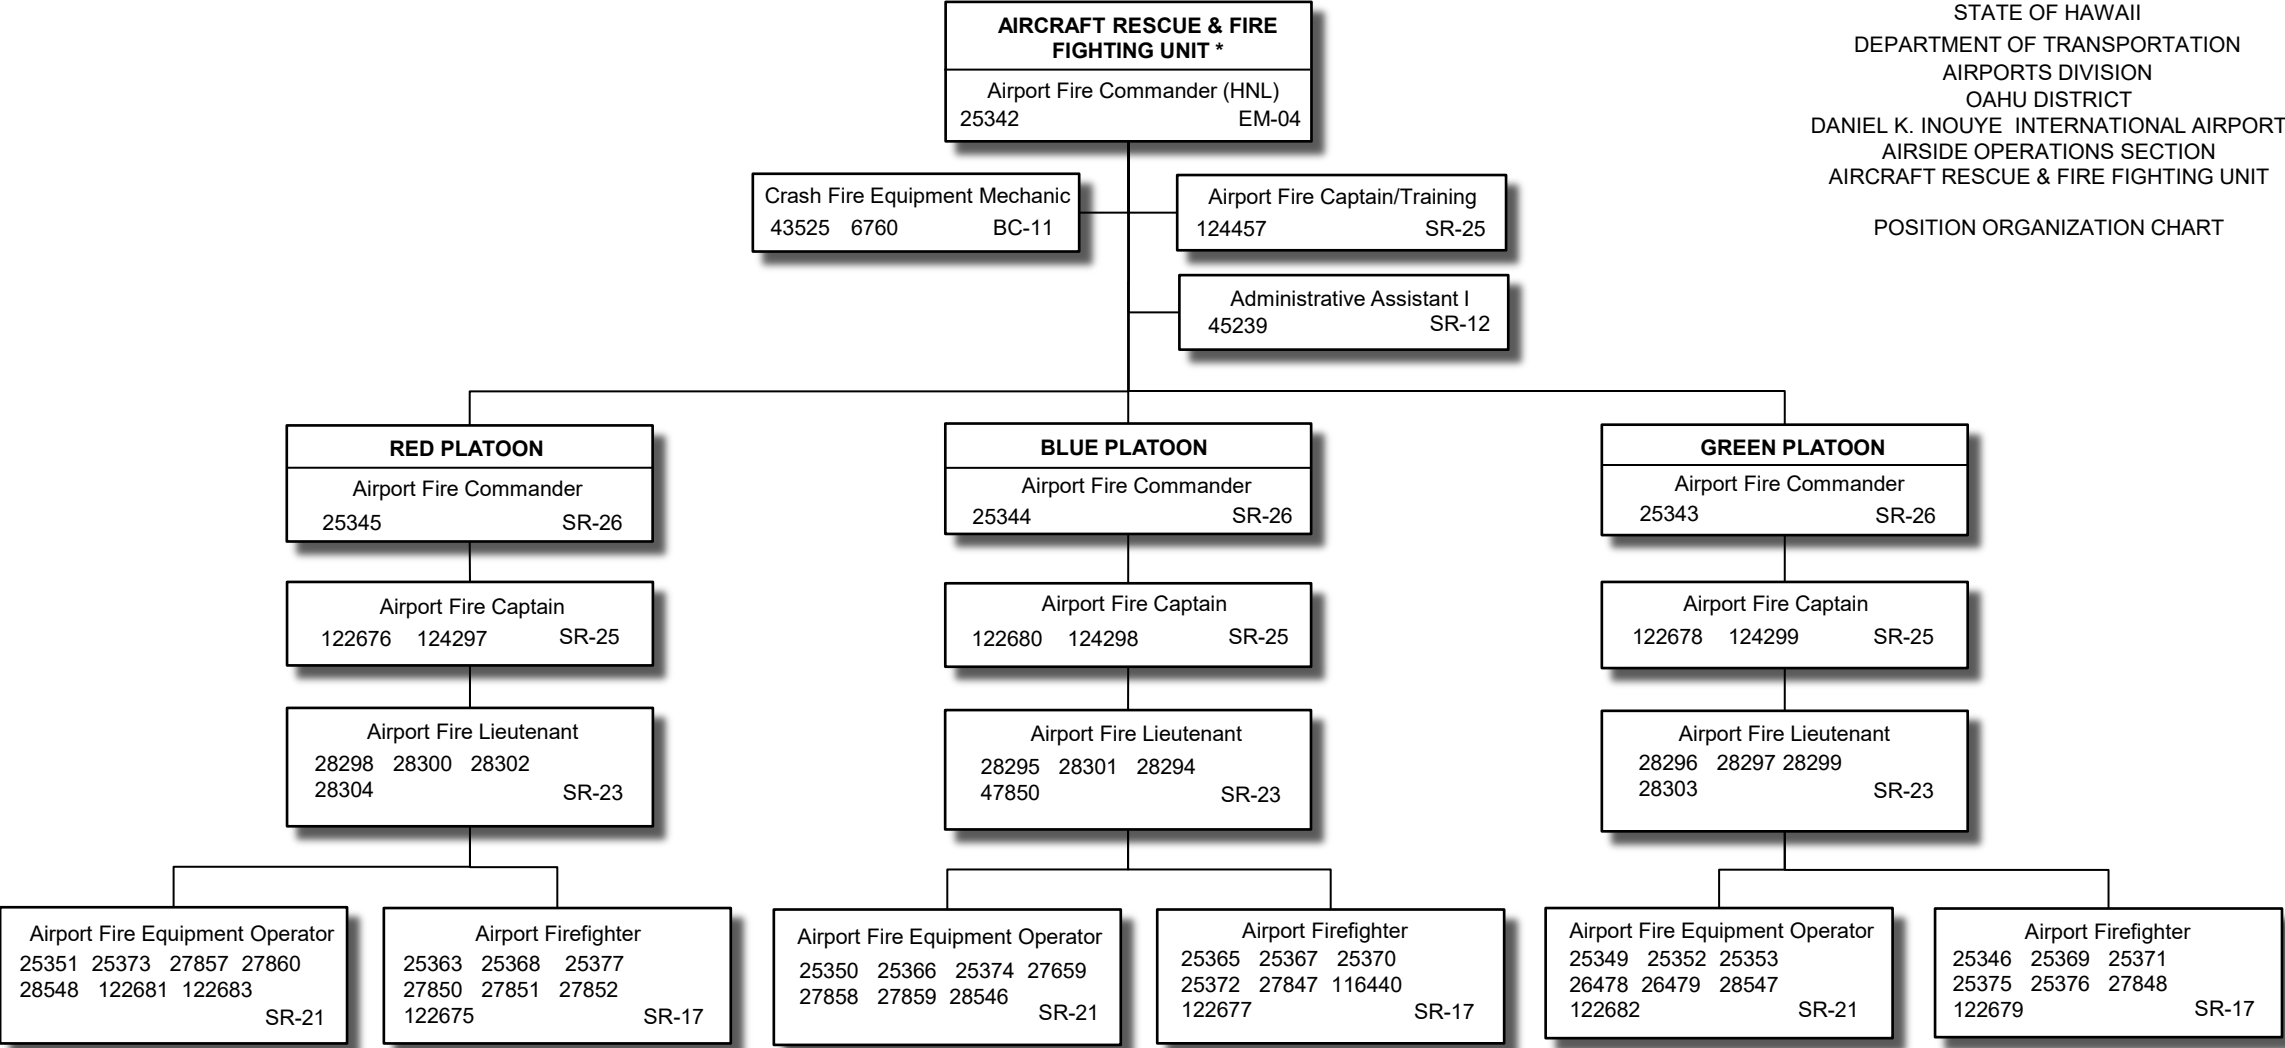 STATE OF HAWAII
DEPARTMENT OF TRANSPORTATION
AIRPORTS DIVISION
OAHU DISTRICT
DANIEL K. INOUYE INTERNATIONAL AIRPORT
AIRSIDE OPERATIONS SECTION
AIRCRAFT RESCUE & FIRE FIGHTING UNIT
POSITION ORGANIZATION CHART
AIRCRAFT RESCUE & FIRE
FIGHTING UNIT *
Airport Fire Commander (HNL)
25342 EM-04
Crash Fire Equipment Mechanic
43525 6760 BC-11
Airport Fire Captain/Training
124457 SR-25
Administrative Assistant I
45239 SR-12
RED PLATOON
Airport Fire Commander
25345 SR-26
Airport Fire Captain
122676 124297 SR-25
Airport Fire Lieutenant
28298 28300 28302
28304 SR-23
Airport Fire Equipment Operator
25351 25373 27857 27860
28548 122681 122683
SR-21
Airport Firefighter
25363 25368 25377
27850 27851 27852
122675 SR-17
BLUE PLATOON
Airport Fire Commander
25344 SR-26
Airport Fire Captain
122680 124298 SR-25
Airport Fire Lieutenant
28295 28301 28294
47850 SR-23
Airport Fire Equipment Operator
25350 25366 25374 27659
27858 27859 28546
SR-21
Airport Firefighter
25365 25367 25370
25372 27847 116440
122677 SR-17
GREEN PLATOON
Airport Fire Commander
25343 SR-26
Airport Fire Captain
122678 124299 SR-25
Airport Fire Lieutenant
28296 28297 28299
28303 SR-23
Airport Fire Equipment Operator
25349 25352 25353
26478 26479 28547
122682 SR-21
Airport Firefighter
25346 25369 25371
25375 25376 27848
122679 SR-17